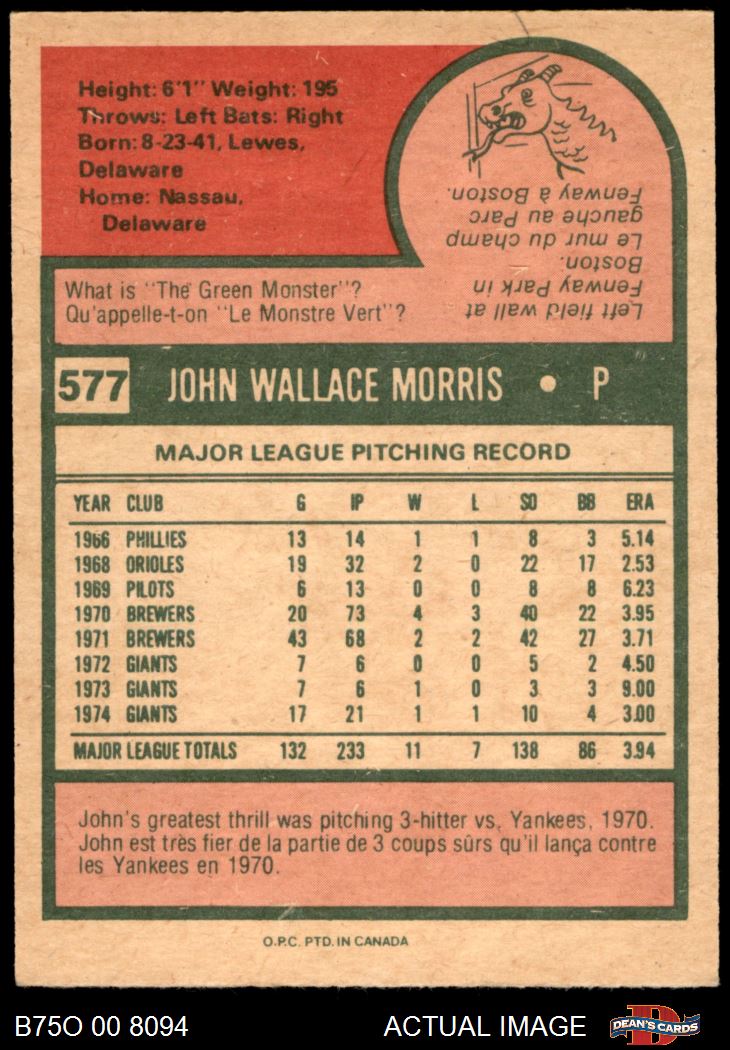 Height: 6'1" Weight: 195
Throws: Left Bats: Right
Born: 8-23-41, Lewes,
Delaware
Home: Nassau,
Delaware
What is "The Green Monster"?
Qu'appelle-t-on "Le Monstre Vert"?
Left field wall at
Fenway Park in
Boston.
Le mur du champ
gauche au Parc
Fenway à Boston.
577 JOHN WALLACE MORRIS • P
MAJOR LEAGUE PITCHING RECORD
YEAR CLUB G IP W L SO BB ERA
1966 PHILLIES 13 14 1 1 8 3 5.14
1968 ORIOLES 19 32 2 0 22 17 2.53
1969 PILOTS 6 13 0 0 8 8 6.23
1970 BREWERS 20 73 4 3 40 22 3.95
1971 BREWERS 43 68 2 2 42 27 3.71
1972 GIANTS 7 6 0 0 5 2 4.50
1973 GIANTS 7 6 1 0 3 3 9.00
1974 GIANTS 17 21 1 1 10 4 3.00
MAJOR LEAGUE TOTALS 132 233 11 7 138 86 3.94
John's greatest thrill was pitching 3-hitter vs. Yankees, 1970.
John est très fier de la partie de 3 coups sûrs qu'il lança contre
les Yankees en 1970.
O.P.C. PTD. IN CANADA
B75O 00 8094 ACTUAL IMAGE DEAN'S CARDS